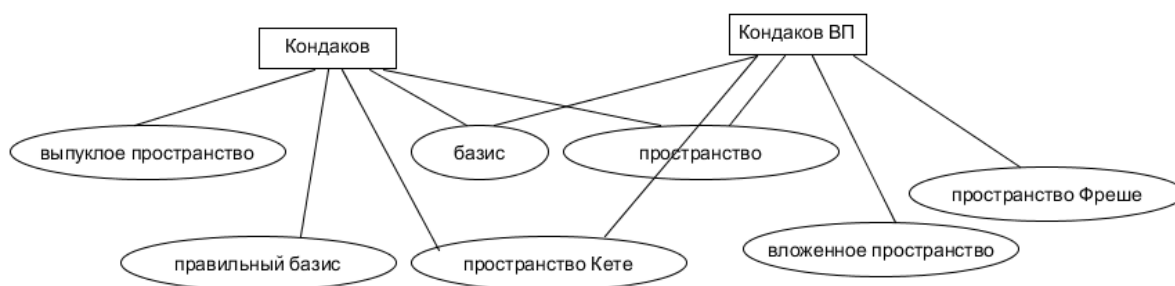 Кондаков
Кондаков ВП
выпуклое пространство
базис
пространство
пространство Фреше
правильный базис
пространство Кете
вложенное пространство